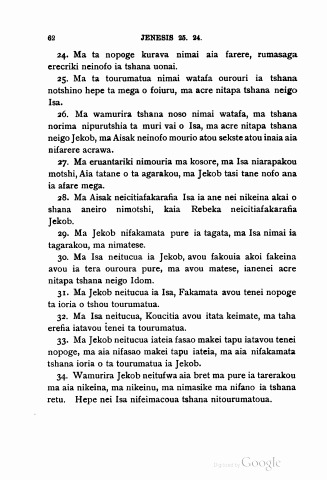 62 JENESIS 25. 24.
24. Ma ta nopoge kurava nimai aia farere, rumasaga
erecriki neinofo ia tshana uonai.
25. Ma ta tourumatua nimai watafa ourouri ia tshana
notshino hepe ta mega o foiuru, ma acre nitapa tshana neigo
Isa.
26. Ma wamurira tshana noso nimai watafa, ma tshana
norima nipurutshia ta muri vai o Isa, ma acre nitapa tshana
neigo Jekob, ma Aisak neinofo mourio atou sekste atou inaia aia
nifarere acrawa.
27. Ma eruantariki nimouria ma kosore, ma Isa niarapakou
motshi, Aia tatane o ta agarakou, ma Jekob tasi tane nofo ana
ia afare mega.
28. Ma Aisak neicitiafakarafia Isa ia ane nei nikeina akai o
shana aneiro nimotshi, kaia Rebeka neicitiafakarafia
Jekob.
29. Ma Jekob nifakamata pure ia tagata, ma Isa nimai ia
tagarakou, ma nimatese.
30. Ma Isa neitucua ia Jekob, avou fakouia akoi fakeina
avou ia tera ouroura pure, ma avou matese, ianenei acre
nitapa tshana neigo Idom.
31. Ma Jekob neitucua ia Isa, Fakamata avou tenei nopoge
ta ioria o tshou tourumatua.
32. Ma Isa neitucua, Koucitia avou itata keimate, ma taha
erefia iatavou ienei ta tourumatua.
33. Ma Jekob neitucua iateia fasao makei tapu iatavou tenei
nopoge, ma aia nifasao makei tapu iateia, ma aia nifakamata
tshana ioria o ta tourumatua ia Jekob.
34. Wamurira Jekob neitufwa aia bret ma pure ia tarerakou
ma aia nikeina, ma nikeinu, ma nimasike ma nifano ia tshana
retu. Hepe nei Isa nifeimacoua tshana nitourumatoua.
Digitized by Google